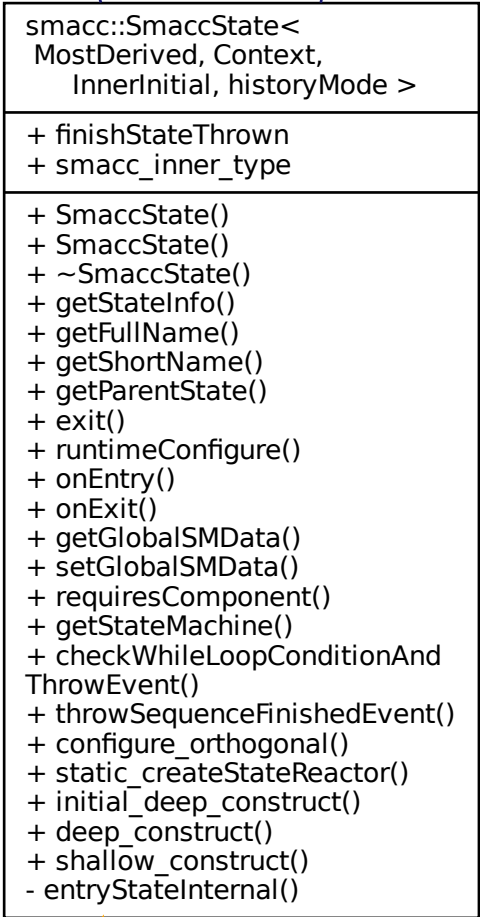 smacc::SmaccState<
MostDerived, Context,
InnerInitial, historyMode >
+ finishStateThrown
+ smacc_inner_type
+ SmaccState()
+ SmaccState()
+ ~SmaccState()
+ getStateInfo()
+ getFullName()
+ getShortName()
+ getParentState()
+ exit()
+ runtimeConfigure()
+ onEntry()
+ onExit()
+ getGlobalSMData()
+ setGlobalSMData()
+ requiresComponent()
+ getStateMachine()
+ checkWhileLoopConditionAnd
ThrowEvent()
+ throwSequenceFinishedEvent()
+ configure_orthogonal()
+ static_createStateReactor()
+ initial_deep_construct()
+ deep_construct()
+ shallow_construct()
- entryStateInternal()